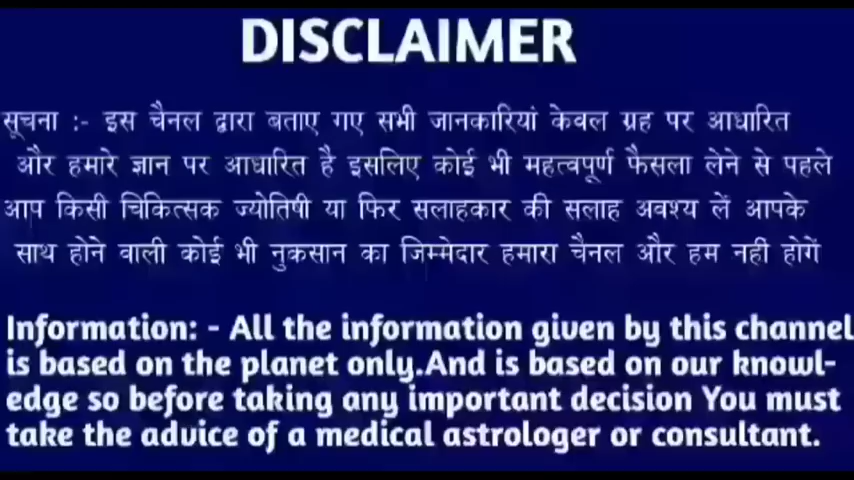 DISCLAIMER
सूचना :- इस चैनल द्वारा बताए गए सभी जानकारियां केवल ग्रह पर आधारित
और हमारे ज्ञान पर आधारित है इसलिए कोई भी महत्वपूर्ण फैसला लेने से पहले
आप किसी चिकित्सक ज्योतिषी या फिर सलाहकार की सलाह अवश्य लें आपके
साथ होने वाली कोई भी नुकसान का जिम्मेदार हमारा चैनल और हम नहीं होगें
Information: - All the information given by this channel
is based on the planet only.And is based on our knowl-
edge so before taking any important decision You must
take the advice of a medical astrologer or consultant.